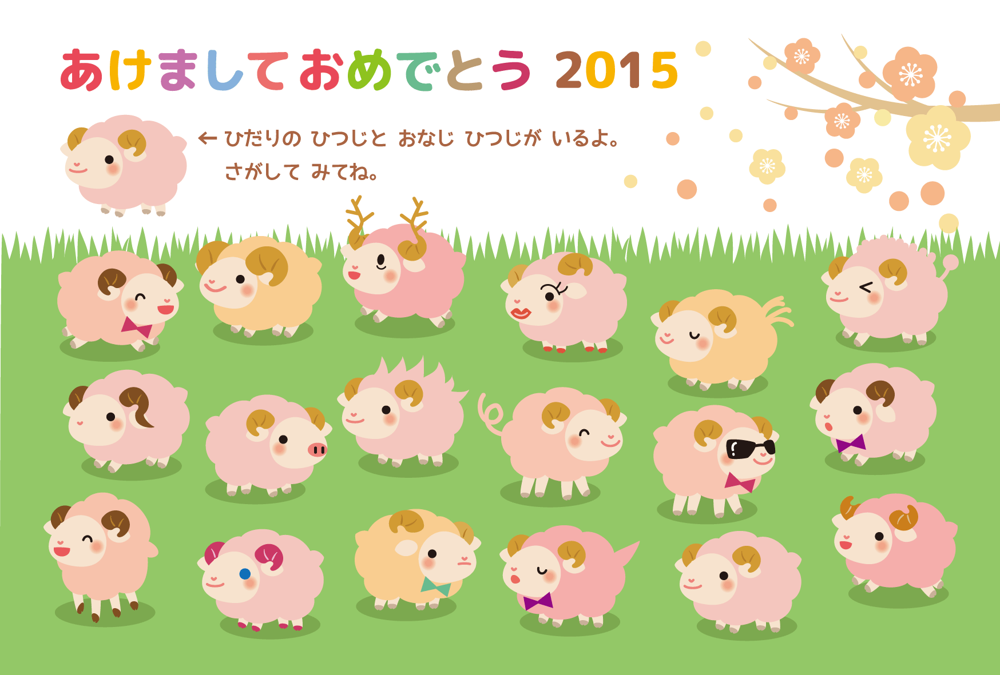 あけまして おめでとう 2015
← ひだりの ひつじと おなじ ひつじが いるよ。
さがして みてね。